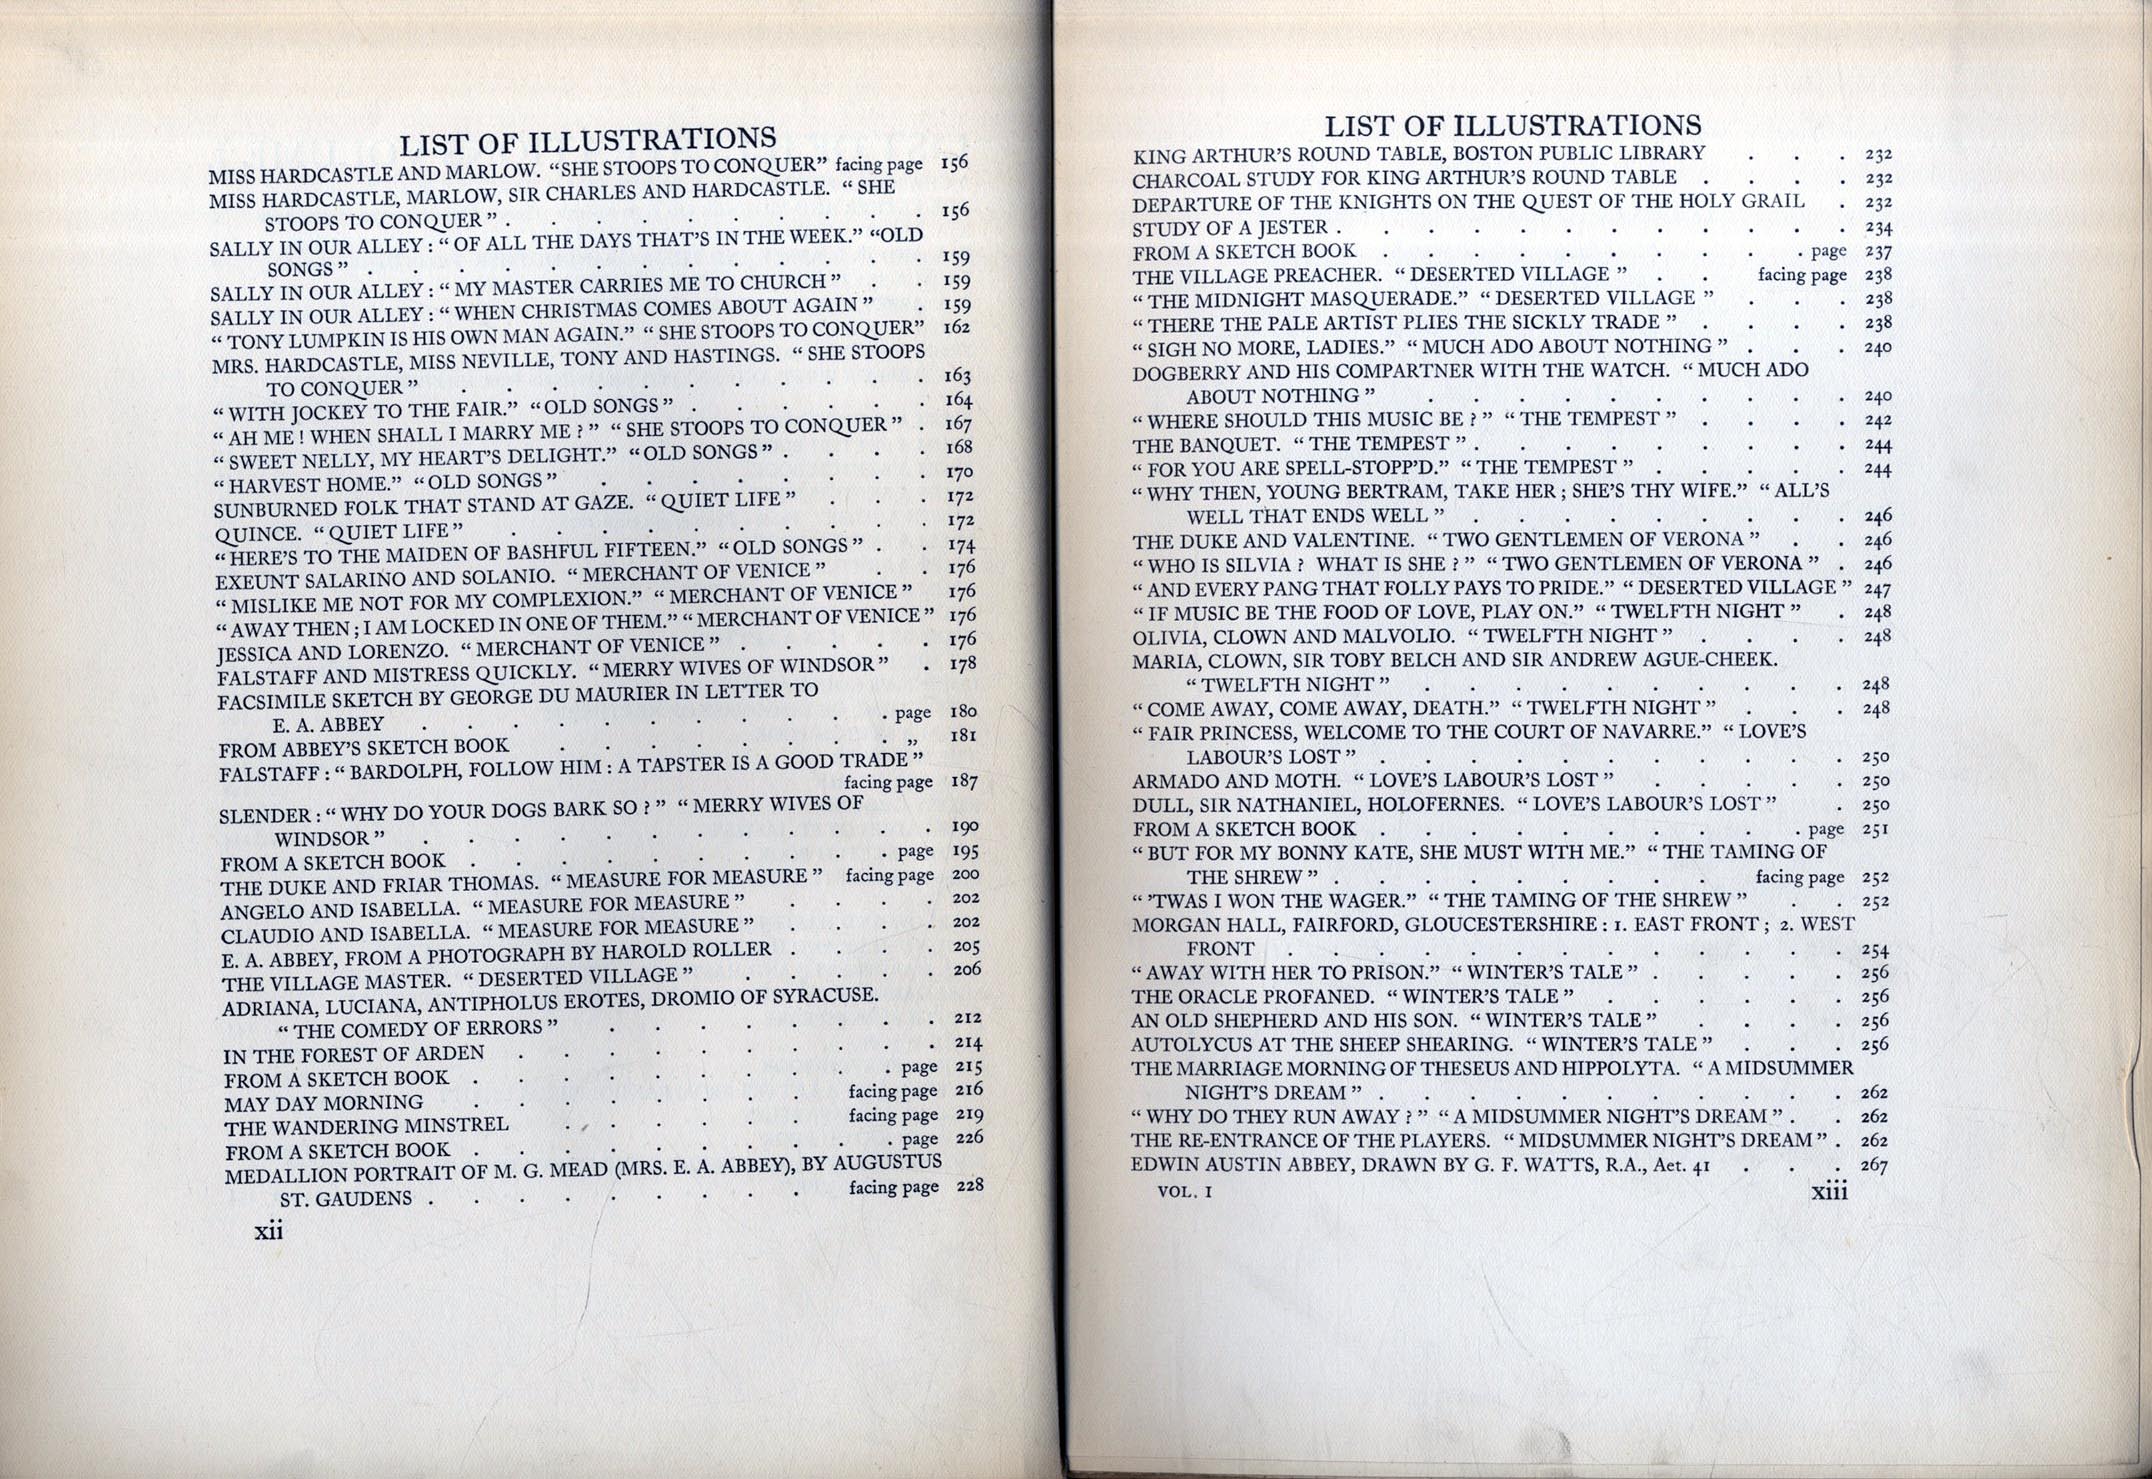 LIST OF ILLUSTRATIONS
MISS HARDCASTLE AND MARLOW. “SHE STOOPS TO CONQUER” facing page 156
MISS HARDCASTLE, MARLOW, SIR CHARLES AND HARDCASTLE. “SHE
STOOPS TO CONQUER” . . . . . . . . . . 156
SALLY IN OUR ALLEY: “OF ALL THE DAYS THAT'S IN THE WEEK.” “OLD
SONGS” . . . . . . . . . . . . . 159
SALLY IN OUR ALLEY: “MY MASTER CARRIES ME TO CHURCH” . . 159
SALLY IN OUR ALLEY: “WHEN CHRISTMAS COMES ABOUT AGAIN” . 159
“TONY LUMPKIN IS HIS OWN MAN AGAIN.” “SHE STOOPS TO CONQUER” 162
MRS. HARDCASTLE, MISS NEVILLE, TONY AND HASTINGS. “SHE STOOPS
TO CONQUER” . . . . . . . . . . 163
“WITH JOCKEY TO THE FAIR.” “OLD SONGS” . . . . . . 164
“AH ME! WHEN SHALL I MARRY ME?” “SHE STOOPS TO CONQUER” . 167
“SWEET NELLY, MY HEART'S DELIGHT.” “OLD SONGS” . . . . 168
“HARVEST HOME.” “OLD SONGS” . . . . . . . . 170
SUNBURNED FOLK THAT STAND AT GAZE. “QUIET LIFE” . . . 172
QUINCE. “QUIET LIFE” . . . . . . . . . . 172
“HERE'S TO THE MAIDEN OF BASHFUL FIFTEEN.” “OLD SONGS” . . 174
EXEUNT SALARINO AND SOLANIO. “MERCHANT OF VENICE” . . 176
“MISLIKE ME NOT FOR MY COMPLEXION.” “MERCHANT OF VENICE” 176
“AWAY THEN; I AM LOCKED IN ONE OF THEM.” “MERCHANT OF VENICE” 176
JESSICA AND LORENZO. “MERCHANT OF VENICE” . . . . . 176
FALSTAFF AND MISTRESS QUICKLY. “MERRY WIVES OF WINDSOR” . 178
FACSIMILE SKETCH BY GEORGE DU MAURIER IN LETTER TO
E. A. ABBEY . . . . . . . . . . . page 180
FROM ABBEY'S SKETCH BOOK . . . . . . . . „ 181
FALSTAFF: “BARDOLPH, FOLLOW HIM: A TAPSTER IS A GOOD TRADE”
facing page 187
SLENDER: “WHY DO YOUR DOGS BARK SO?” “MERRY WIVES OF
WINDSOR” . . . . . . . . . . . . 190
FROM A SKETCH BOOK . . . . . . . . . . page 195
THE DUKE AND FRIAR THOMAS. “MEASURE FOR MEASURE” facing page 200
ANGELO AND ISABELLA. “MEASURE FOR MEASURE” . . . . 202
CLAUDIO AND ISABELLA. “MEASURE FOR MEASURE” . . . . 202
E. A. ABBEY, FROM A PHOTOGRAPH BY HAROLD ROLLER . . . . 205
THE VILLAGE MASTER. “DESERTED VILLAGE” . . . . . 206
ADRIANA, LUCIANA, ANTIPHOLUS EROTES, DROMIO OF SYRACUSE.
“THE COMEDY OF ERRORS” . . . . . . . . 212
IN THE FOREST OF ARDEN . . . . . . . . . . 214
FROM A SKETCH BOOK . . . . . . . . . . page 215
MAY DAY MORNING . . . . . . . . facing page 216
THE WANDERING MINSTREL . . . . . . facing page 219
FROM A SKETCH BOOK . . . . . . . . . . page 226
MEDALLION PORTRAIT OF M. G. MEAD (MRS. E. A. ABBEY), BY AUGUSTUS
ST. GAUDENS . . . . . . . . . facing page 228
xii
LIST OF ILLUSTRATIONS
KING ARTHUR'S ROUND TABLE, BOSTON PUBLIC LIBRARY . . . 232
CHARCOAL STUDY FOR KING ARTHUR'S ROUND TABLE . . . . 232
DEPARTURE OF THE KNIGHTS ON THE QUEST OF THE HOLY GRAIL . 232
STUDY OF A JESTER . . . . . . . . . . . . 234
FROM A SKETCH BOOK . . . . . . . . . . page 237
THE VILLAGE PREACHER. “DESERTED VILLAGE” . . facing page 238
“THE MIDNIGHT MASQUERADE.” “DESERTED VILLAGE” . . . 238
“THERE THE PALE ARTIST PLIES THE SICKLY TRADE” . . . . 238
“SIGH NO MORE, LADIES.” “MUCH ADO ABOUT NOTHING” . . . 240
DOGBERRY AND HIS COMPARTNER WITH THE WATCH. “MUCH ADO
ABOUT NOTHING” . . . . . . . . . . 240
“WHERE SHOULD THIS MUSIC BE?” “THE TEMPEST” . . . . 242
THE BANQUET. “THE TEMPEST” . . . . . . . . . 244
“FOR YOU ARE SPELL-STOPP'D.” “THE TEMPEST” . . . . . 244
“WHY THEN, YOUNG BERTRAM, TAKE HER; SHE'S THY WIFE.” “ALL'S
WELL THAT ENDS WELL” . . . . . . . . . 246
THE DUKE AND VALENTINE. “TWO GENTLEMEN OF VERONA” . . 246
“WHO IS SILVIA? WHAT IS SHE?” “TWO GENTLEMEN OF VERONA” . 246
“AND EVERY PANG THAT FOLLY PAYS TO PRIDE.” “DESERTED VILLAGE” 247
“IF MUSIC BE THE FOOD OF LOVE, PLAY ON.” “TWELFTH NIGHT” . 248
OLIVIA, CLOWN AND MALVOLIO. “TWELFTH NIGHT” . . . . 248
MARIA, CLOWN, SIR TOBY BELCH AND SIR ANDREW AGUE-CHEEK.
“TWELFTH NIGHT” . . . . . . . . . . 248
“COME AWAY, COME AWAY, DEATH.” “TWELFTH NIGHT” . . . 248
“FAIR PRINCESS, WELCOME TO THE COURT OF NAVARRE.” “LOVE'S
LABOUR'S LOST” . . . . . . . . . . . 250
ARMADO AND MOTH. “LOVE'S LABOUR'S LOST” . . . . . 250
DULL, SIR NATHANIEL, HOLOFERNES. “LOVE'S LABOUR'S LOST” . 250
FROM A SKETCH BOOK . . . . . . . . . . page 251
“BUT FOR MY BONNY KATE, SHE MUST WITH ME.” “THE TAMING OF
THE SHREW” . . . . . . . . . facing page 252
“'TWAS I WON THE WAGER.” “THE TAMING OF THE SHREW” . . 252
MORGAN HALL, FAIRFORD, GLOUCESTERSHIRE: 1. EAST FRONT; 2. WEST
FRONT . . . . . . . . . . . . . 254
“AWAY WITH HER TO PRISON.” “WINTER'S TALE” . . . . . 256
THE ORACLE PROFANED. “WINTER'S TALE” . . . . . . 256
AN OLD SHEPHERD AND HIS SON. “WINTER'S TALE” . . . . 256
AUTOLYCUS AT THE SHEEP SHEARING. “WINTER'S TALE” . . . 256
THE MARRIAGE MORNING OF THESEUS AND HIPPOLYTA. “A MIDSUMMER
NIGHT'S DREAM” . . . . . . . . . . . 262
“WHY DO THEY RUN AWAY?” “A MIDSUMMER NIGHT'S DREAM” . . 262
THE RE-ENTRANCE OF THE PLAYERS. “MIDSUMMER NIGHT'S DREAM” . 262
EDWIN AUSTIN ABBEY, DRAWN BY G. F. WATTS, R.A., Aet. 41 . . . 267
VOL. I
xiii